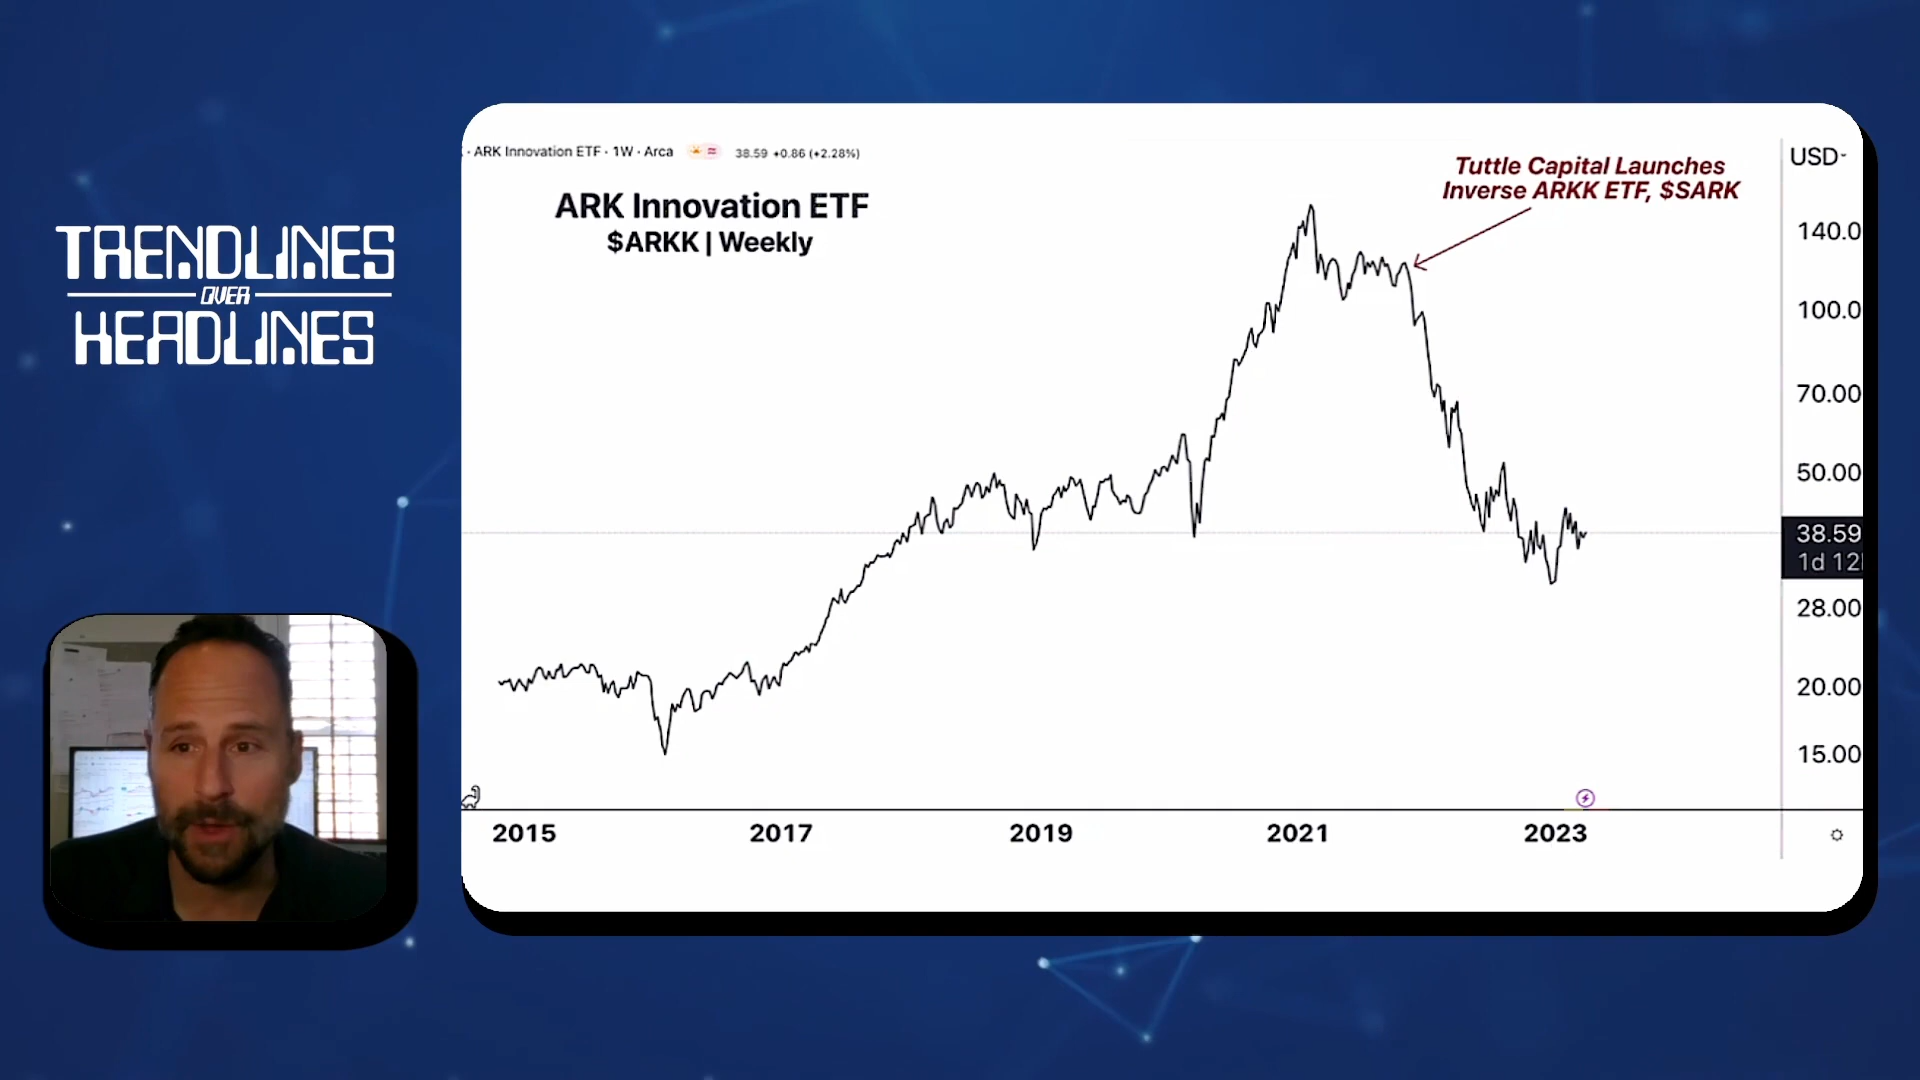 TRENDLINES
OVER
HEADLINES
· ARK Innovation ETF · 1W · Arca 38.59 +0.86 (+2.28%)
ARK Innovation ETF
$ARKK | Weekly
Tuttle Capital Launches
Inverse ARKK ETF, $SARK
USD
140.0
100.0
70.00
50.00
38.59
1d 12
28.00
20.00
15.00
2015 2017 2019 2021 2023